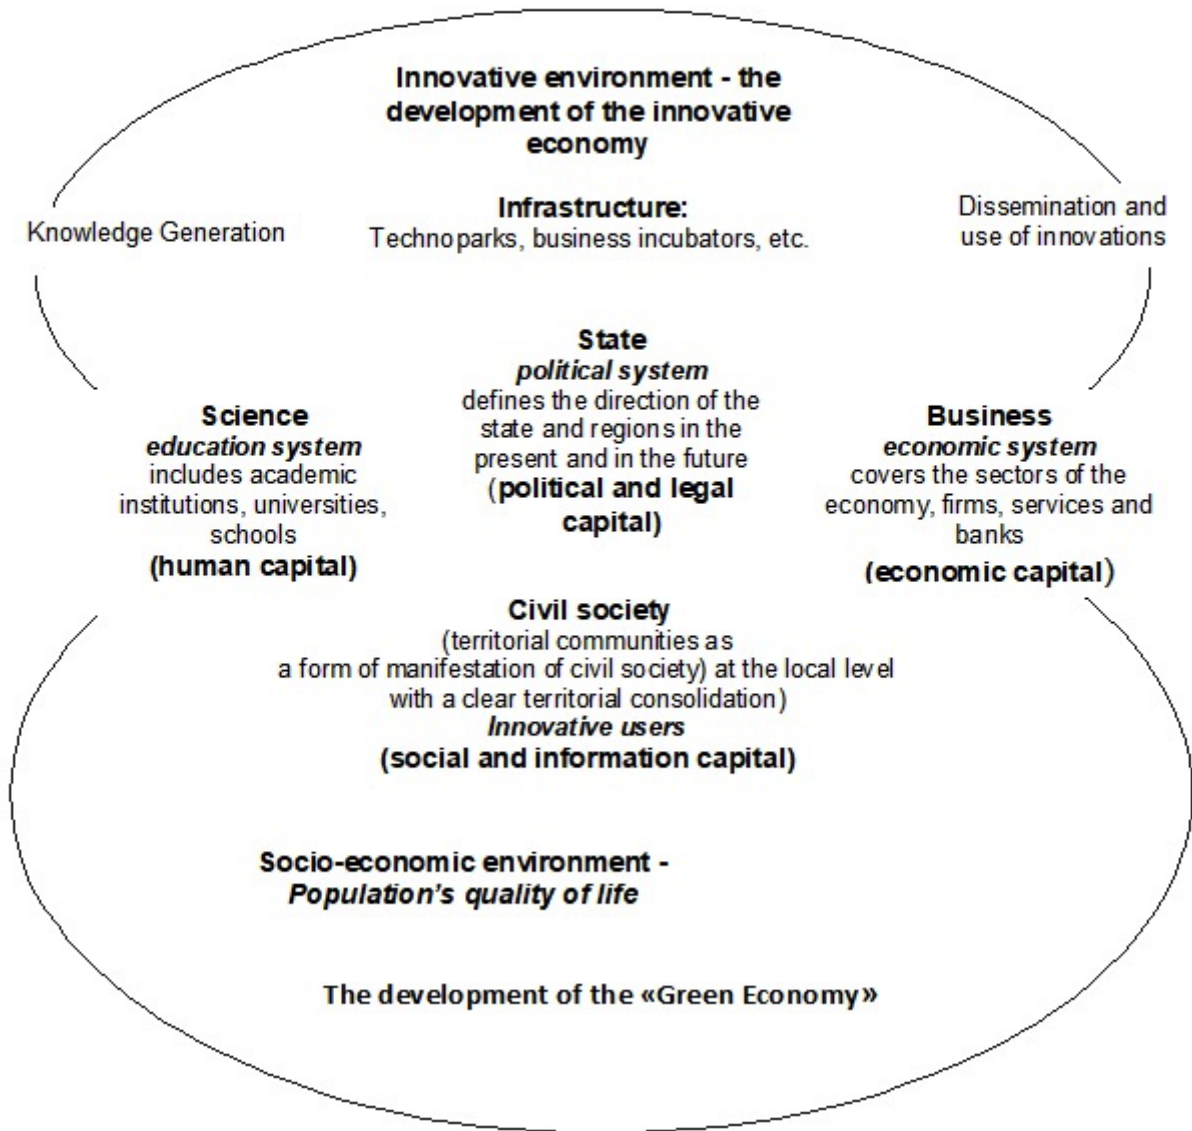 Innovative environment - the
development of the innovative
economy
Knowledge Generation
Infrastructure:
Technoparks, business incubators, etc.
Dissemination and
use of innovations
State
political system
defines the direction of the
state and regions in the
present and in the future
(political and legal
capital)
Science
education system
includes academic
institutions, universities,
schools
(human capital)
Business
economic system
covers the sectors of the
economy, firms, services and
banks
(economic capital)
Civil society
(territorial communities as
a form of manifestation of civil society) at the local level
with a clear territorial consolidation)
Innovative users
(social and information capital)
Socio-economic environment -
Population's quality of life
The development of the «Green Economy»